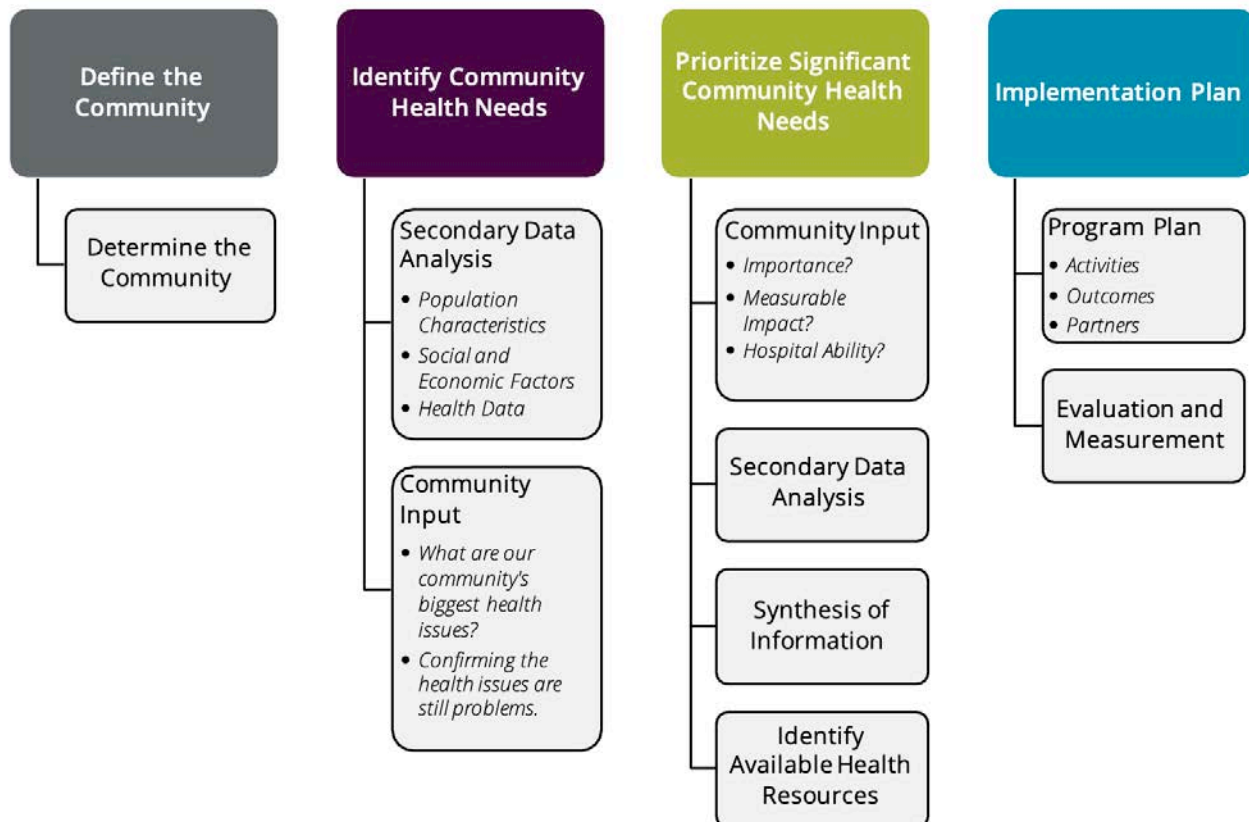 Define the
Community
Determine the
Community
Identify Community
Health Needs
Secondary Data
Analysis
• Population
Characteristics
• Social and
Economic Factors
• Health Data
Community
Input
• What are our
community's
biggest health
issues?
• Confirming the
health issues are
still problems.
Prioritize Significant
Community Health
Needs
Community Input
• Importance?
• Measurable
Impact?
• Hospital Ability?
Secondary Data
Analysis
Synthesis of
Information
Identify
Available Health
Resources
Implementation Plan
Program Plan
• Activities
• Outcomes
• Partners
Evaluation and
Measurement